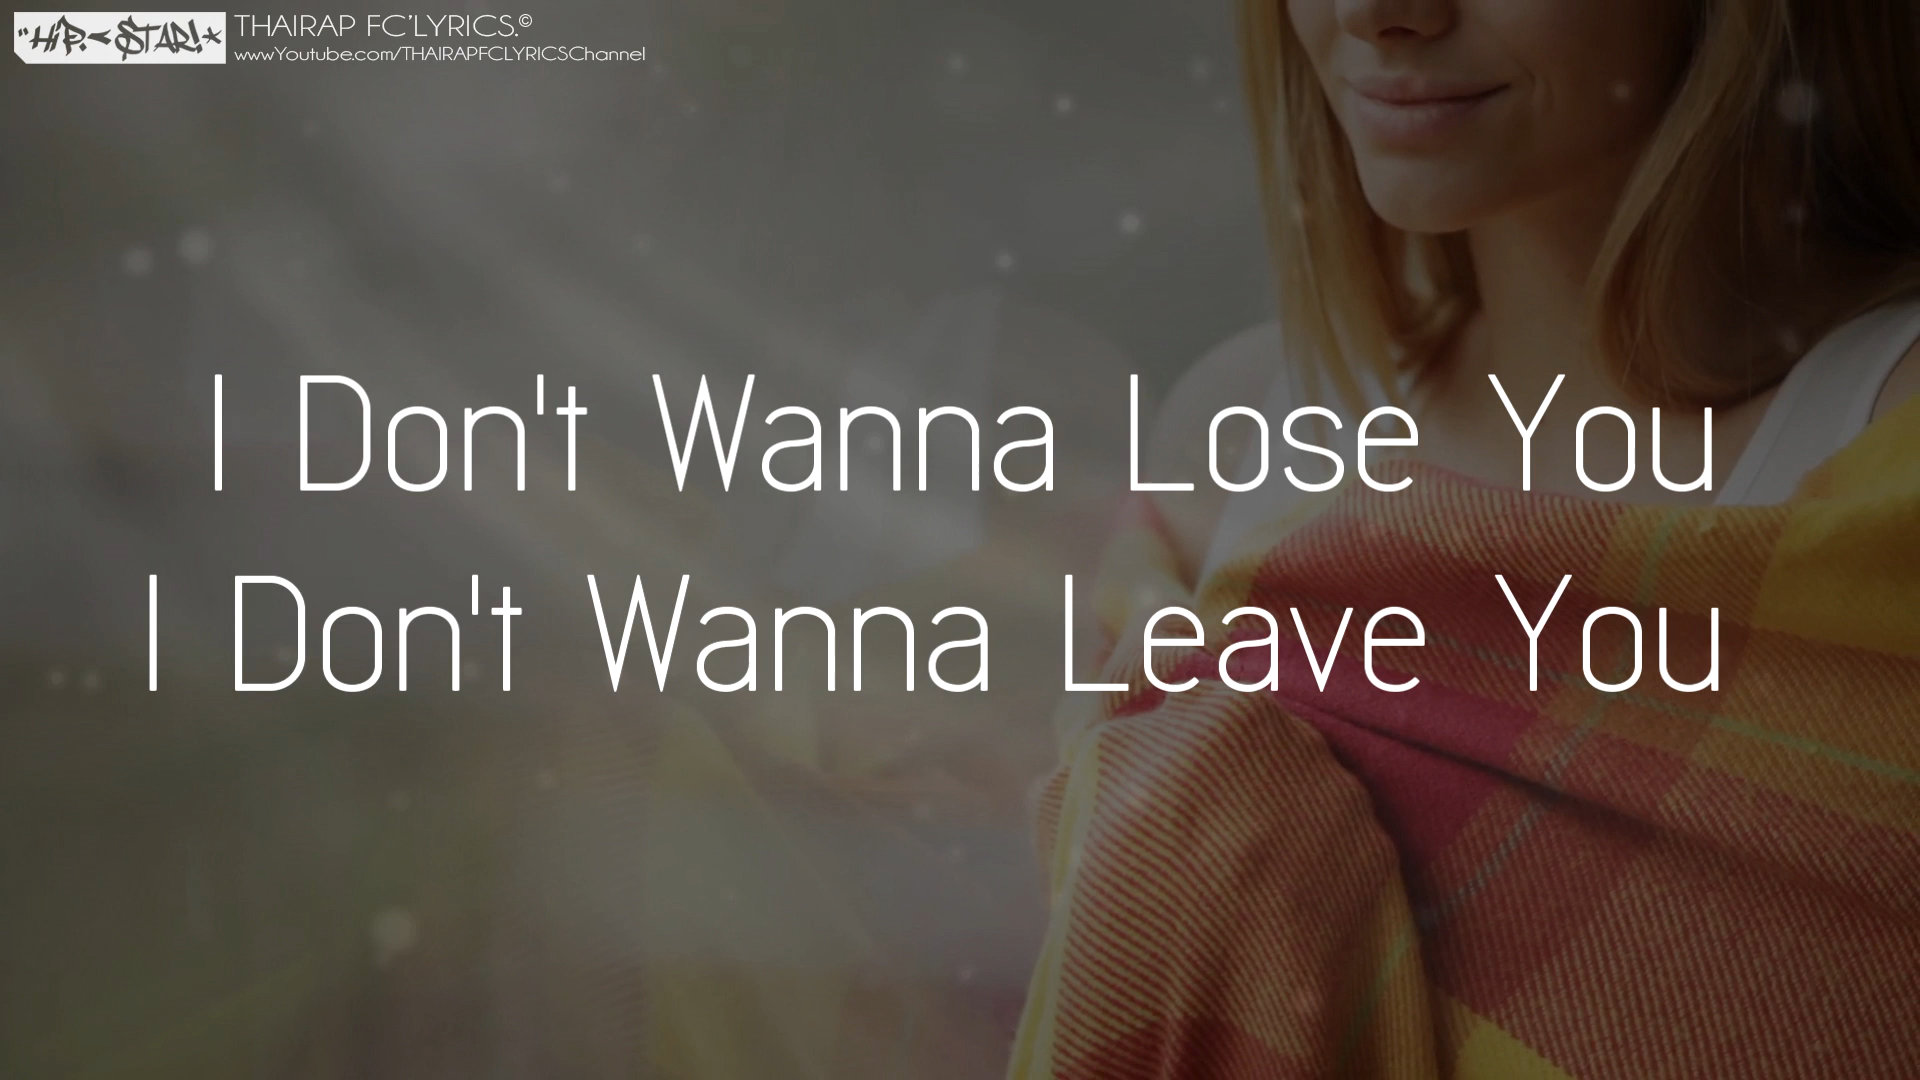 "HIP-STAR!*
THAIRAP FC'LYRICS.©
www.Youtube.com/THAIRAPFCLYRICSChannel
I Don't Wanna Lose You
I Don't Wanna Leave You